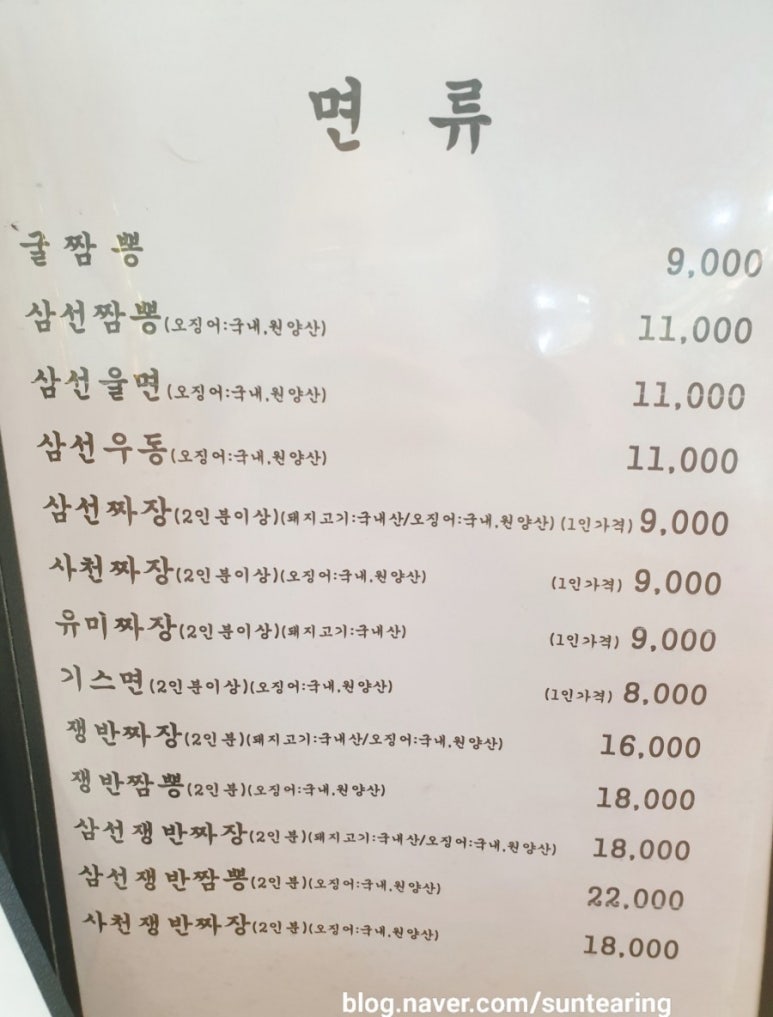 면 류
굴짬뽕 9,000
삼선짬뽕(오징어:국내,원양산) 11,000
삼선울면(오징어:국내,원양산) 11,000
삼선우동(오징어:국내,원양산) 11,000
삼선짜장(2인분이상)(돼지고기:국내산/오징어:국내,원양산) (1인가격) 9,000
사천짜장(2인분이상)(오징어:국내,원양산) (1인가격) 9,000
유미짜장(2인분이상)(돼지고기:국내산) (1인가격) 9,000
기스면(2인분이상)(오징어:국내,원양산) (1인가격) 8,000
쟁반짜장(2인분)(돼지고기:국내산/오징어:국내,원양산) 16,000
쟁반짬뽕(2인분)(오징어:국내,원양산) 18,000
삼선쟁반짜장(2인분)(돼지고기:국내산/오징어:국내,원양산) 18,000
삼선쟁반짬뽕(2인분)(오징어:국내,원양산) 22,000
사천쟁반짜장(2인분)(오징어:국내,원양산) 18,000
blog.naver.com/suntearing